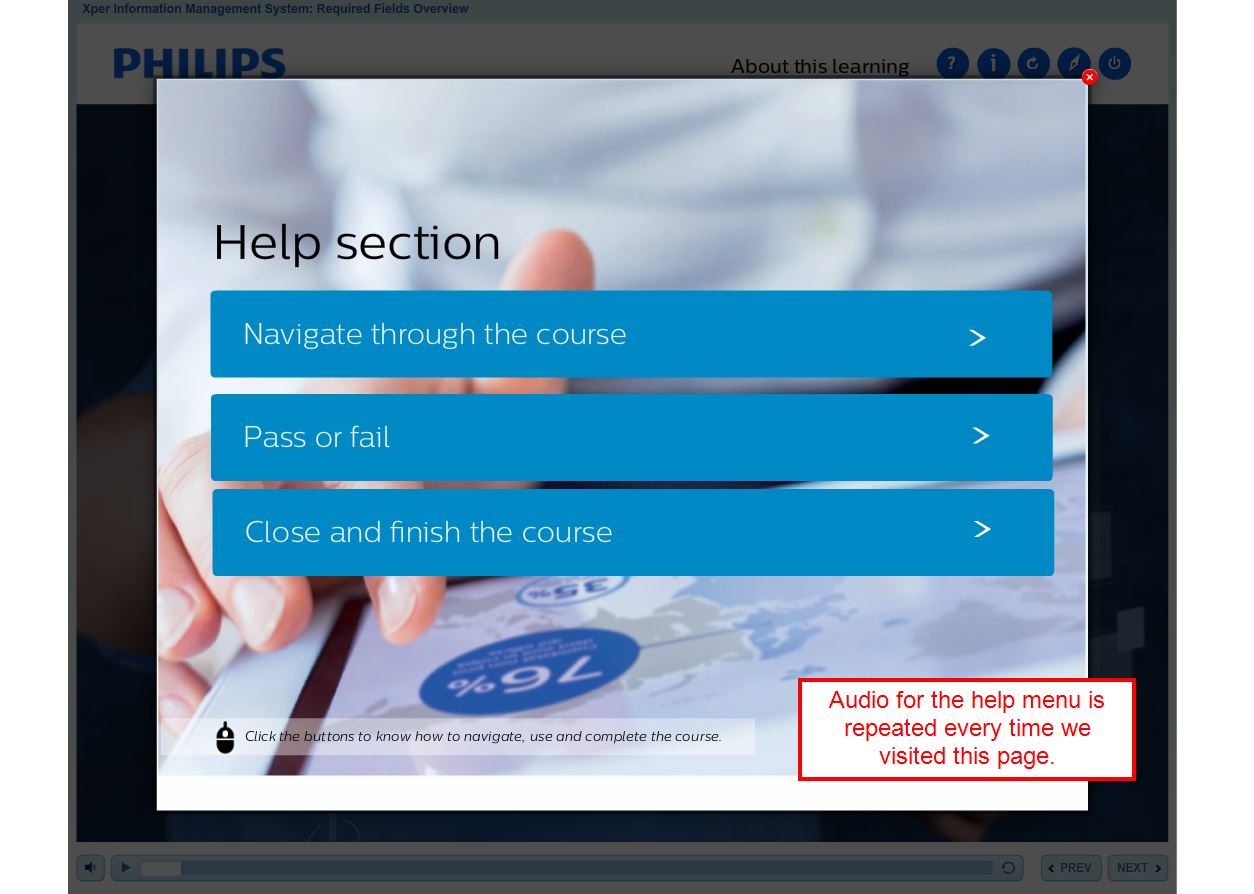 Xper Information Management System: Required Fields Overview
PHILIPS
About this learning
?
i
Help section
Navigate through the course
>
Pass or fail
>
Close and finish the course
>
35%
76%
Click the buttons to know how to navigate, use and complete the course.
Audio for the help menu is
repeated every time we
visited this page.
PREV
NEXT